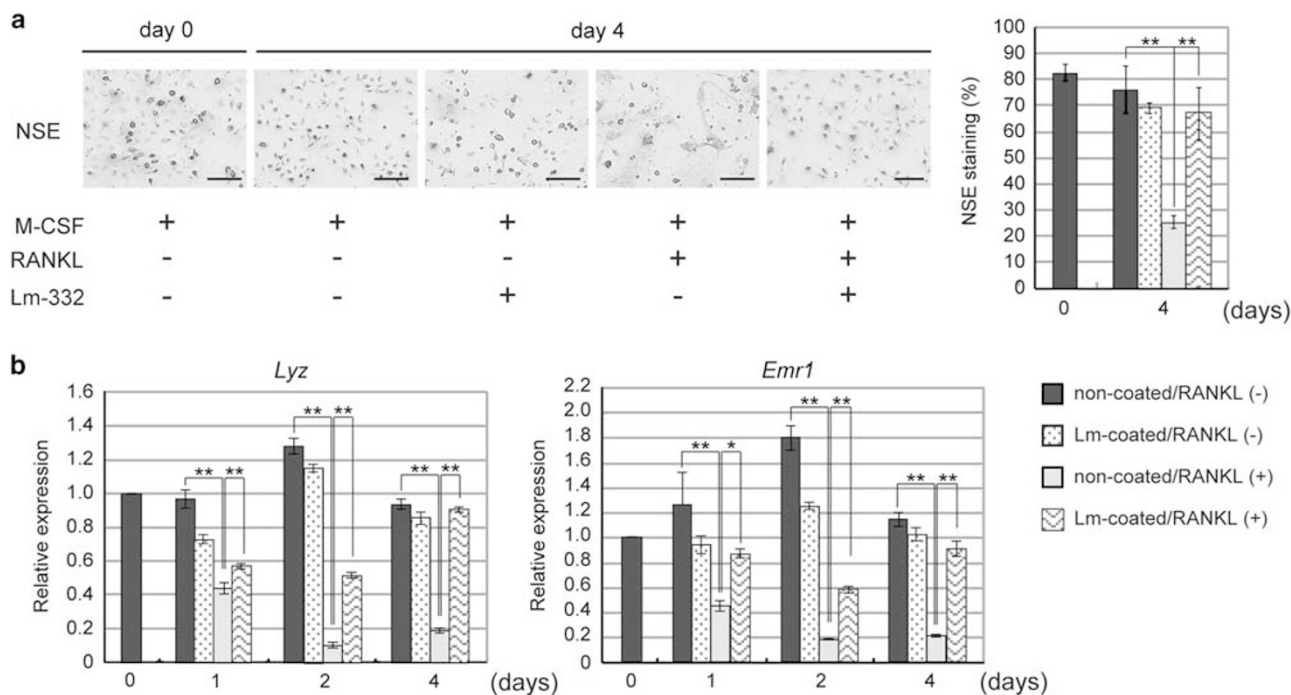 a
day 0 day 4
NSE
M-CSF + + + + +
RANKL - - - + +
Lm-332 - - + - +
NSE staining (%)
100
90
80
70
60
50
40
30
20
10
0
** **
0 4 (days)
b
Lyz
Relative expression
1.6
1.4
1.2
1.0
0.8
0.6
0.4
0.2
0
** **
** **
** **
0 1 2 4 (days)
Emr1
Relative expression
2.2
2.0
1.8
1.6
1.4
1.2
1.0
0.8
0.6
0.4
0.2
0
** *
** **
** **
0 1 2 4 (days)
non-coated/RANKL (-)
Lm-coated/RANKL (-)
non-coated/RANKL (+)
Lm-coated/RANKL (+)